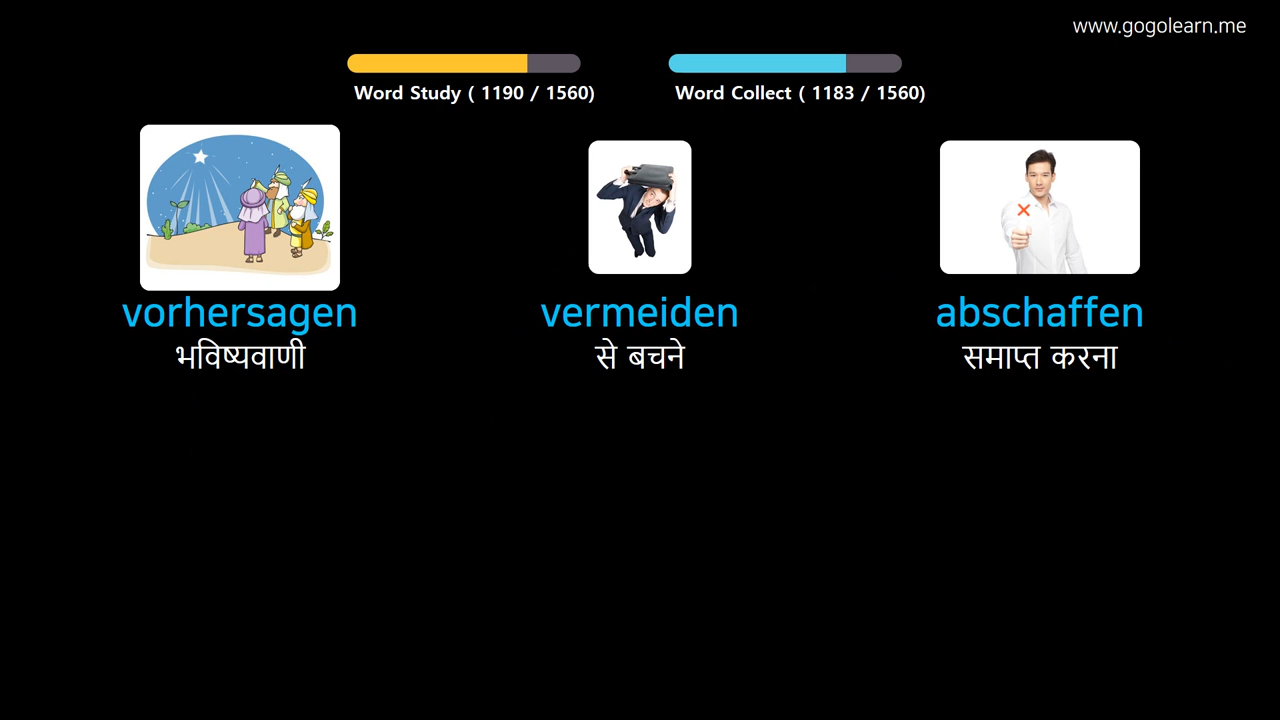 www.gogolearn.me
Word Study ( 1190 / 1560)
Word Collect ( 1183 / 1560)
vorhersagen
भविष्यवाणी
vermeiden
से बचने
abschaffen
समाप्त करना